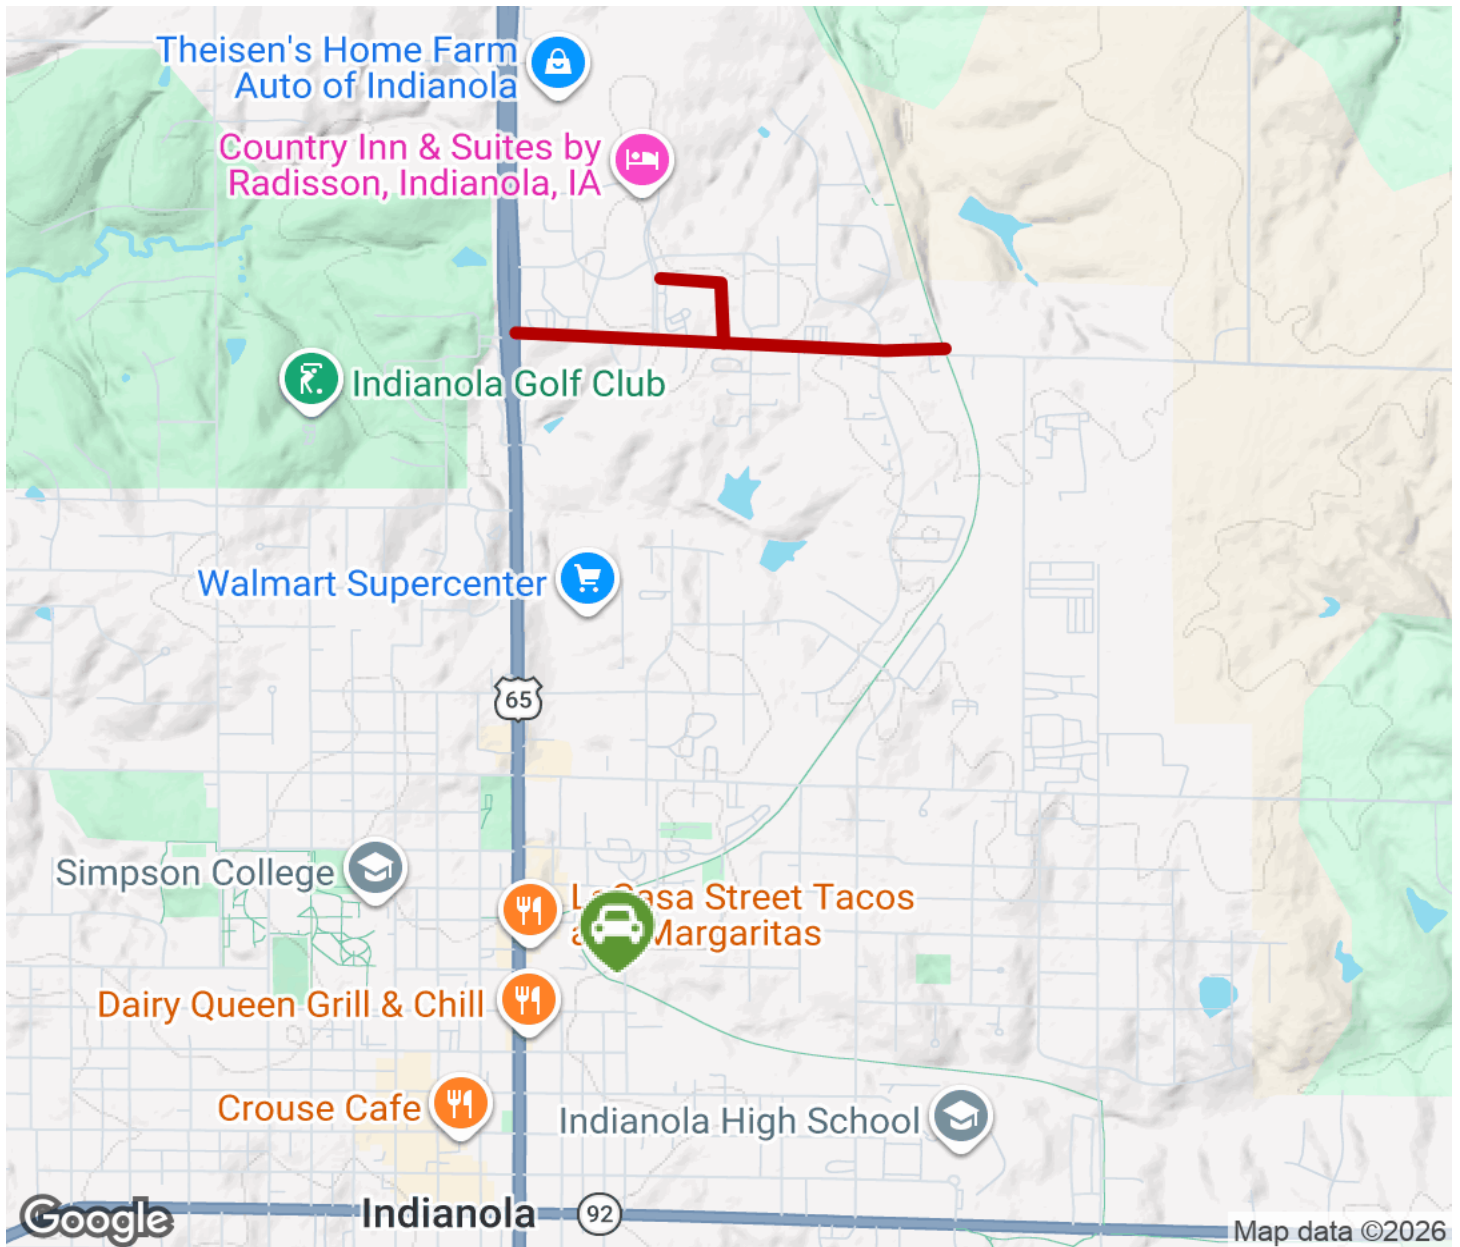 Theisen's Home Farm
Auto of Indianola
Country Inn & Suites by
Radisson, Indianola, IA
Indianola Golf Club
Walmart Supercenter
65
Simpson College
La Casa Street Tacos
Margaritas
Dairy Queen Grill & Chill
Crouse Cafe
Indianola High School
Indianola
92
Google
Map data ©2026